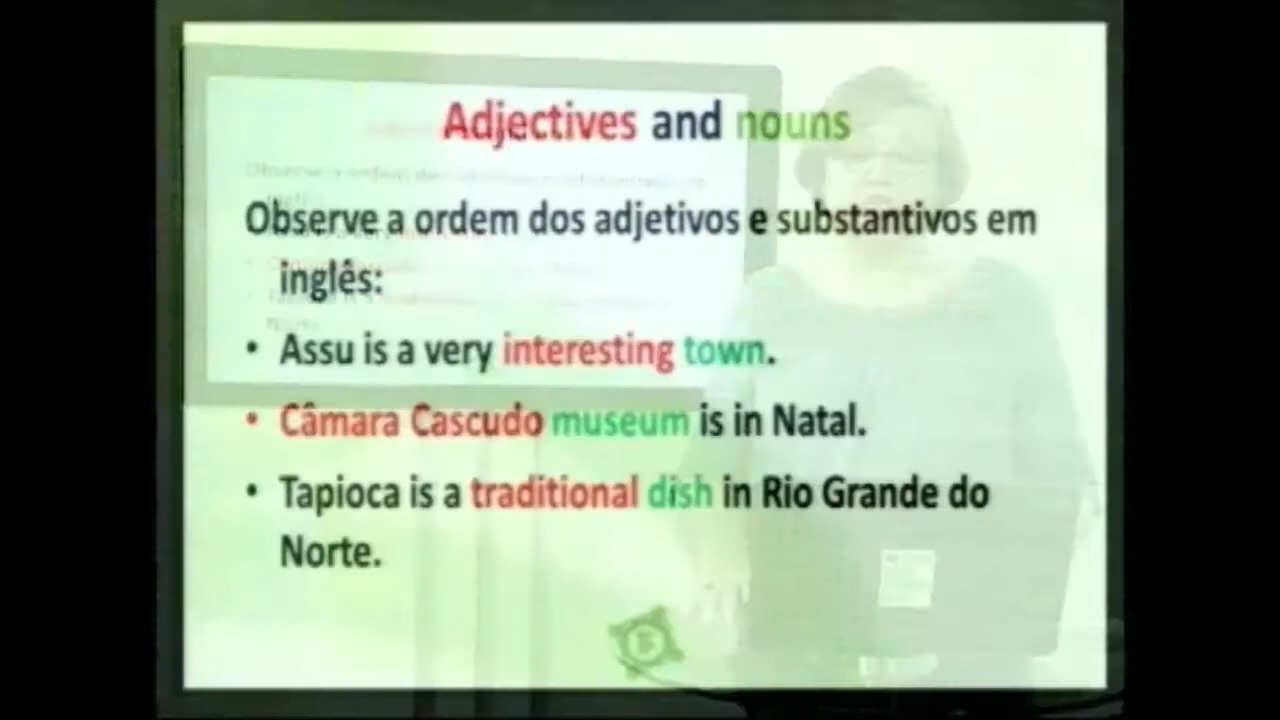 Adjectives and nouns
Observe a ordem dos adjetivos e substantivos em
inglês:
• Assu is a very interesting town.
• Câmara Cascudo museum is in Natal.
• Tapioca is a traditional dish in Rio Grande do
Norte.